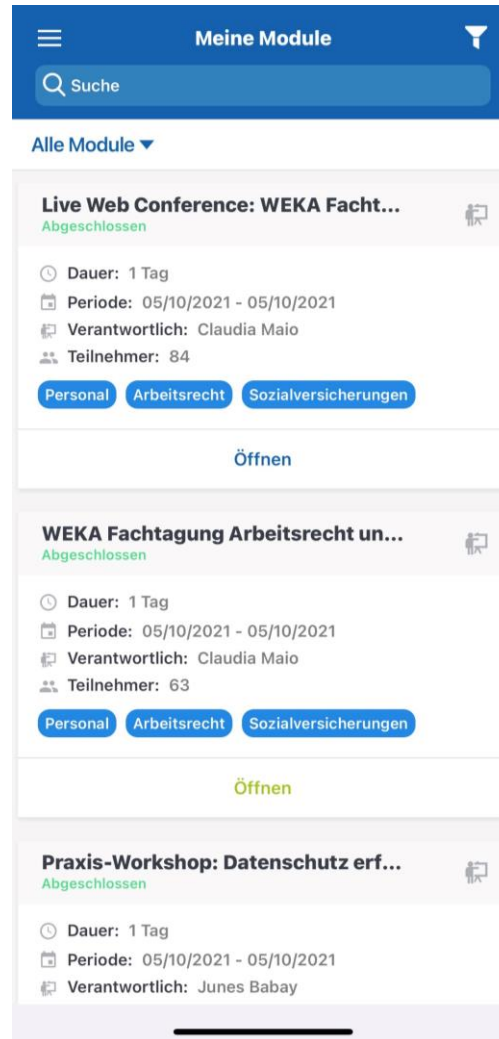 Meine Module
Suche
Alle Module
Live Web Conference: WEKA Facht...
Abgeschlossen
Dauer: 1 Tag
Periode: 05/10/2021 - 05/10/2021
Verantwortlich: Claudia Maio
Teilnehmer: 84
Personal Arbeitsrecht Sozialversicherungen
Öffnen
WEKA Fachtagung Arbeitsrecht un...
Abgeschlossen
Dauer: 1 Tag
Periode: 05/10/2021 - 05/10/2021
Verantwortlich: Claudia Maio
Teilnehmer: 63
Personal Arbeitsrecht Sozialversicherungen
Öffnen
Praxis-Workshop: Datenschutz erf...
Abgeschlossen
Dauer: 1 Tag
Periode: 05/10/2021 - 05/10/2021
Verantwortlich: Junes Babay